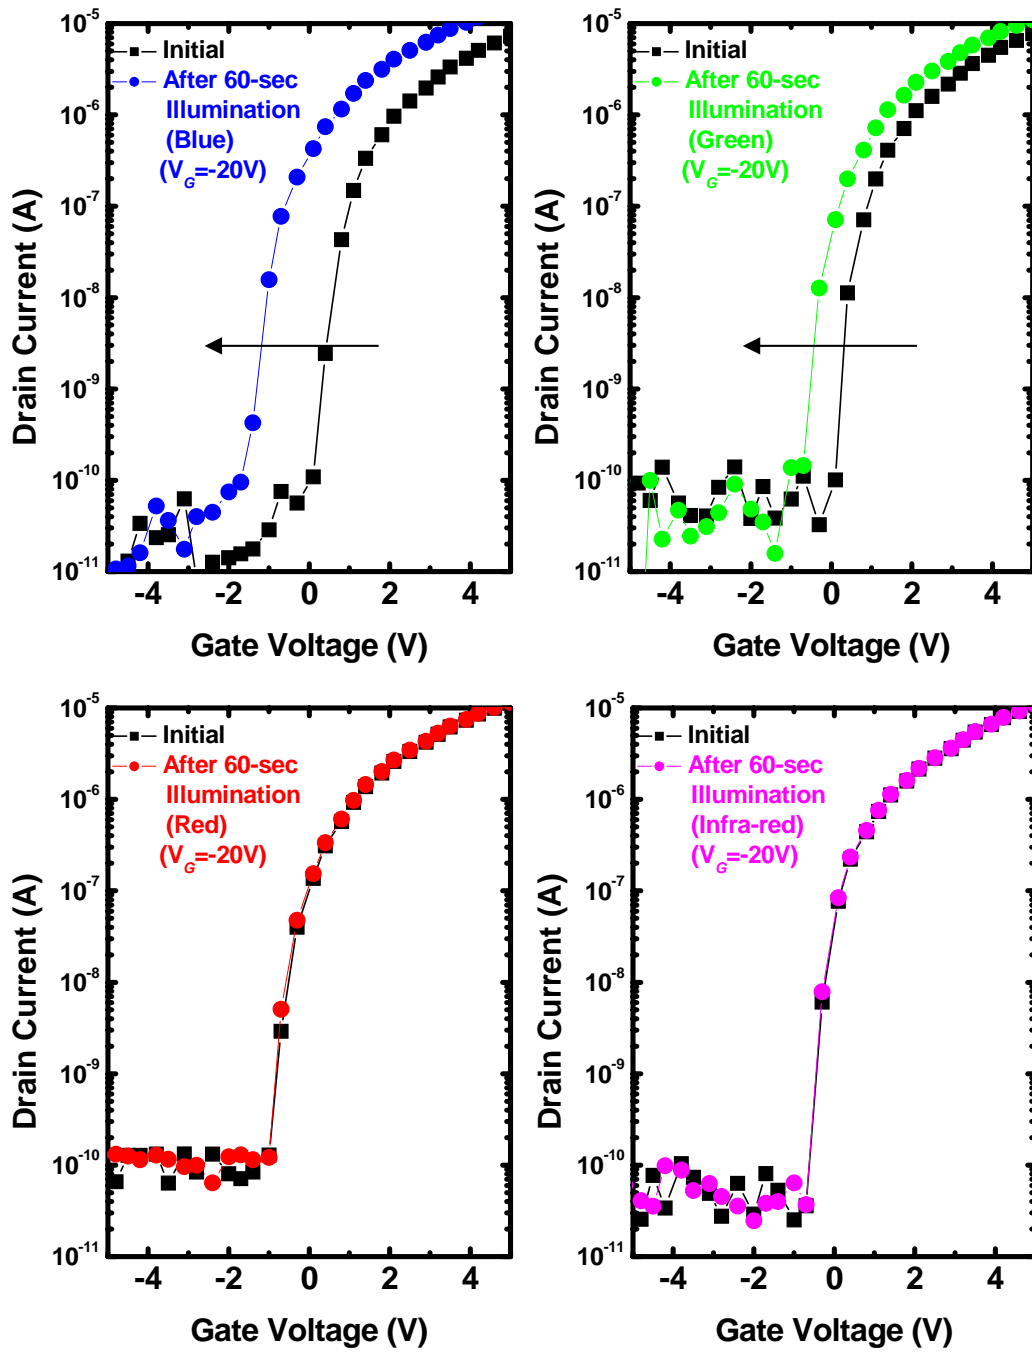 10⁻⁵
10⁻⁶
10⁻⁷
10⁻⁸
10⁻⁹
10⁻¹⁰
10⁻¹¹
Drain Current (A)
Initial
After 60-sec
Illumination
(Blue)
(V_G=-20V)
-4 -2 0 2 4
Gate Voltage (V)
10⁻⁵
10⁻⁶
10⁻⁷
10⁻⁸
10⁻⁹
10⁻¹⁰
10⁻¹¹
Drain Current (A)
Initial
After 60-sec
Illumination
(Green)
(V_G=-20V)
-4 -2 0 2 4
Gate Voltage (V)
10⁻⁵
10⁻⁶
10⁻⁷
10⁻⁸
10⁻⁹
10⁻¹⁰
10⁻¹¹
Drain Current (A)
Initial
After 60-sec
Illumination
(Red)
(V_G=-20V)
-4 -2 0 2 4
Gate Voltage (V)
10⁻⁵
10⁻⁶
10⁻⁷
10⁻⁸
10⁻⁹
10⁻¹⁰
10⁻¹¹
Drain Current (A)
Initial
After 60-sec
Illumination
(Infra-red)
(V_G=-20V)
-4 -2 0 2 4
Gate Voltage (V)